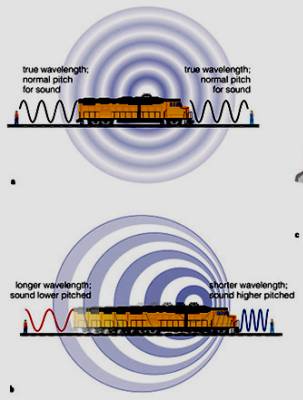 true wavelength;
normal pitch
for sound
true wavelength;
normal pitch
for sound
a
c
longer wavelength;
sound lower pitched
shorter wavelength;
sound higher pitched
b